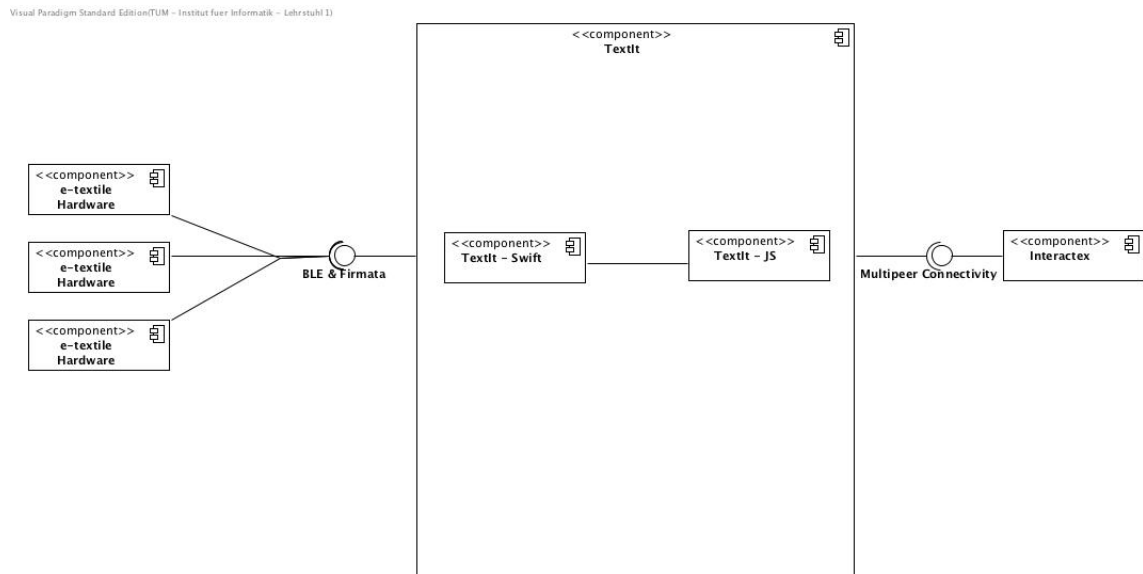 Visual Paradigm Standard Edition(TUM - Institut fuer Informatik - Lehrstuhl 1)
<<component>>
TextIt
<<component>>
e-textile
Hardware
<<component>>
e-textile
Hardware
<<component>>
e-textile
Hardware
BLE & Firmata
<<component>>
TextIt - Swift
<<component>>
TextIt - JS
Multipeer Connectivity
<<component>>
Interactex